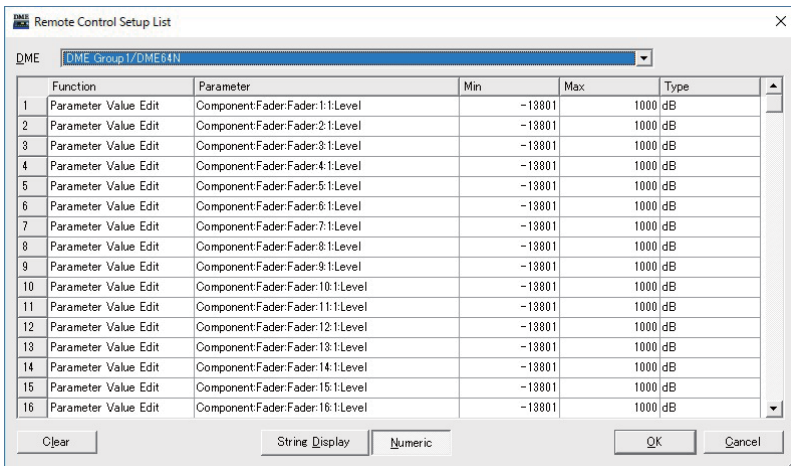 DME Remote Control Setup List
DME DME Group1/DME64N
Function Parameter Min Max Type
1 Parameter Value Edit Component:Fader:Fader:1:1:Level -13801 1000 dB
2 Parameter Value Edit Component:Fader:Fader:2:1:Level -13801 1000 dB
3 Parameter Value Edit Component:Fader:Fader:3:1:Level -13801 1000 dB
4 Parameter Value Edit Component:Fader:Fader:4:1:Level -13801 1000 dB
5 Parameter Value Edit Component:Fader:Fader:5:1:Level -13801 1000 dB
6 Parameter Value Edit Component:Fader:Fader:6:1:Level -13801 1000 dB
7 Parameter Value Edit Component:Fader:Fader:7:1:Level -13801 1000 dB
8 Parameter Value Edit Component:Fader:Fader:8:1:Level -13801 1000 dB
9 Parameter Value Edit Component:Fader:Fader:9:1:Level -13801 1000 dB
10 Parameter Value Edit Component:Fader:Fader:10:1:Level -13801 1000 dB
11 Parameter Value Edit Component:Fader:Fader:11:1:Level -13801 1000 dB
12 Parameter Value Edit Component:Fader:Fader:12:1:Level -13801 1000 dB
13 Parameter Value Edit Component:Fader:Fader:13:1:Level -13801 1000 dB
14 Parameter Value Edit Component:Fader:Fader:14:1:Level -13801 1000 dB
15 Parameter Value Edit Component:Fader:Fader:15:1:Level -13801 1000 dB
16 Parameter Value Edit Component:Fader:Fader:16:1:Level -13801 1000 dB
Clear String Display Numeric OK Cancel